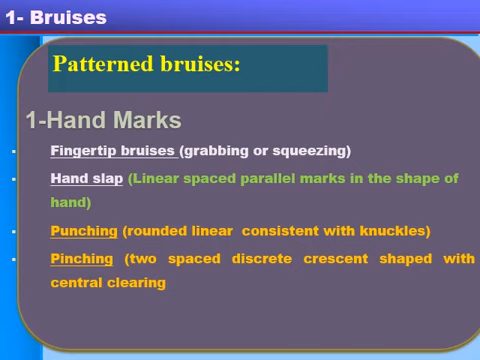 1- Bruises
Patterned bruises:
1-Hand Marks
Fingertip bruises (grabbing or squeezing)
Hand slap (Linear spaced parallel marks in the shape of
hand)
Punching (rounded linear consistent with knuckles)
Pinching (two spaced discrete crescent shaped with
central clearing